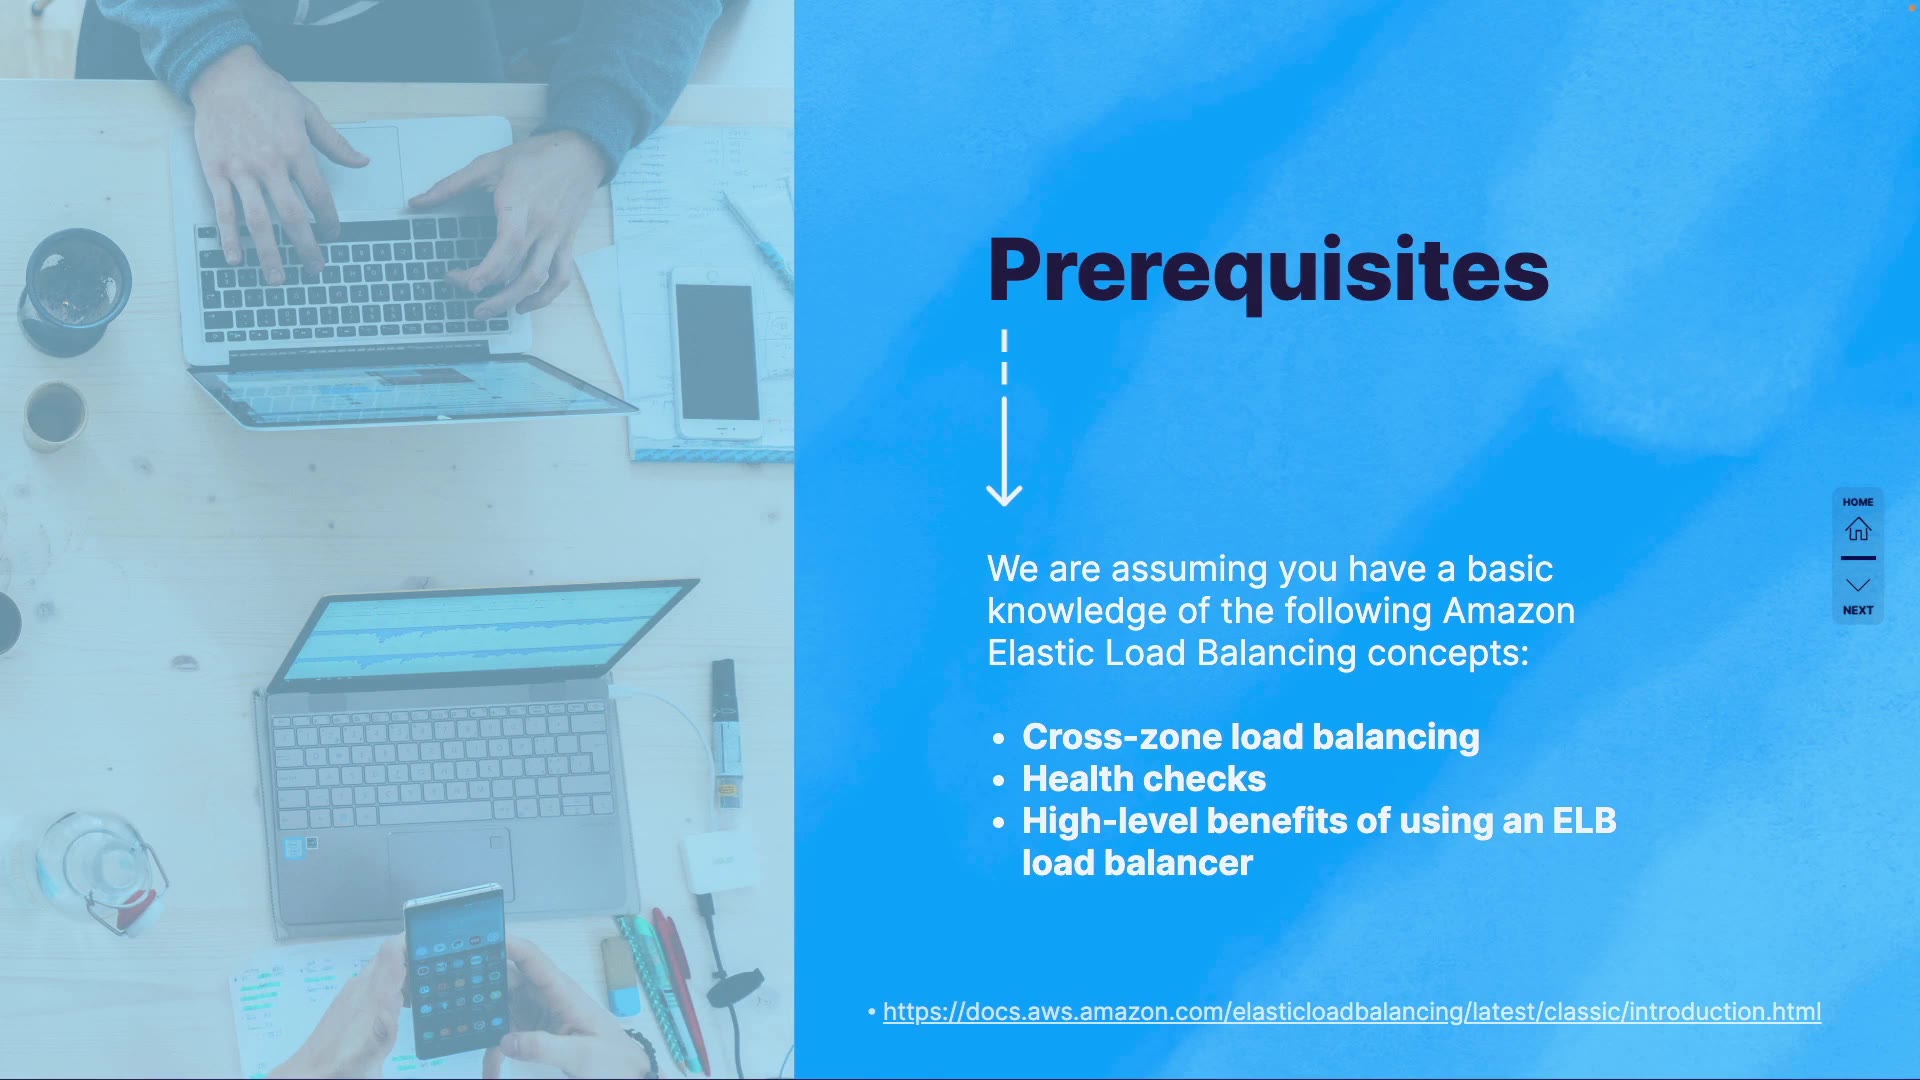 Prerequisites
We are assuming you have a basic
knowledge of the following Amazon
Elastic Load Balancing concepts:
• Cross-zone load balancing
• Health checks
• High-level benefits of using an ELB
load balancer
• https://docs.aws.amazon.com/elasticloadbalancing/latest/classic/introduction.html
HOME
NEXT